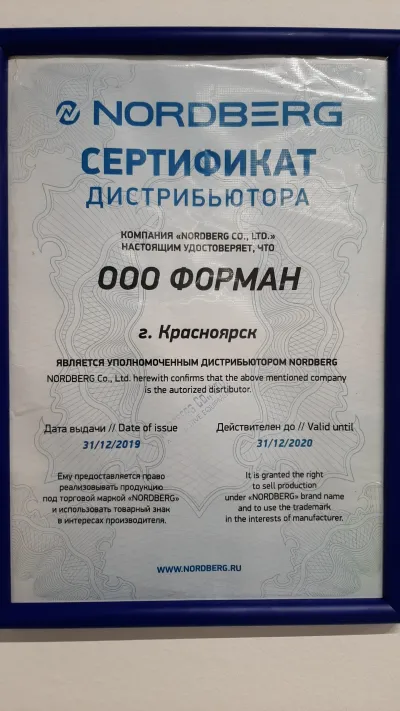 NORDBERG
СЕРТИФИКАТ
ДИСТРИБЬЮТОРА
КОМПАНИЯ «NORDBERG CO., LTD.»
НАСТОЯЩИМ УДОСТОВЕРЯЕТ, ЧТО
ООО ФОРМАН
г. Красноярск
ЯВЛЯЕТСЯ УПОЛНОМОЧЕННЫМ ДИСТРИБЬЮТОРОМ NORDBERG
NORDBERG Co., Ltd. herewith confirms that the above mentioned company
is the autorized disrtibutor.
Дата выдачи // Date of issue
31/12/2019
Действителен до // Valid until
31/12/2020
Ему предоставляется право
реализовывать продукцию
под торговой маркой «NORDBERG»
и использовать товарный знак
в интересах производителя.
It is granted the right
to sell production
under «NORDBERG» brand name
and to use the trademark
in the interests of manufacturer.
WWW.NORDBERG.RU